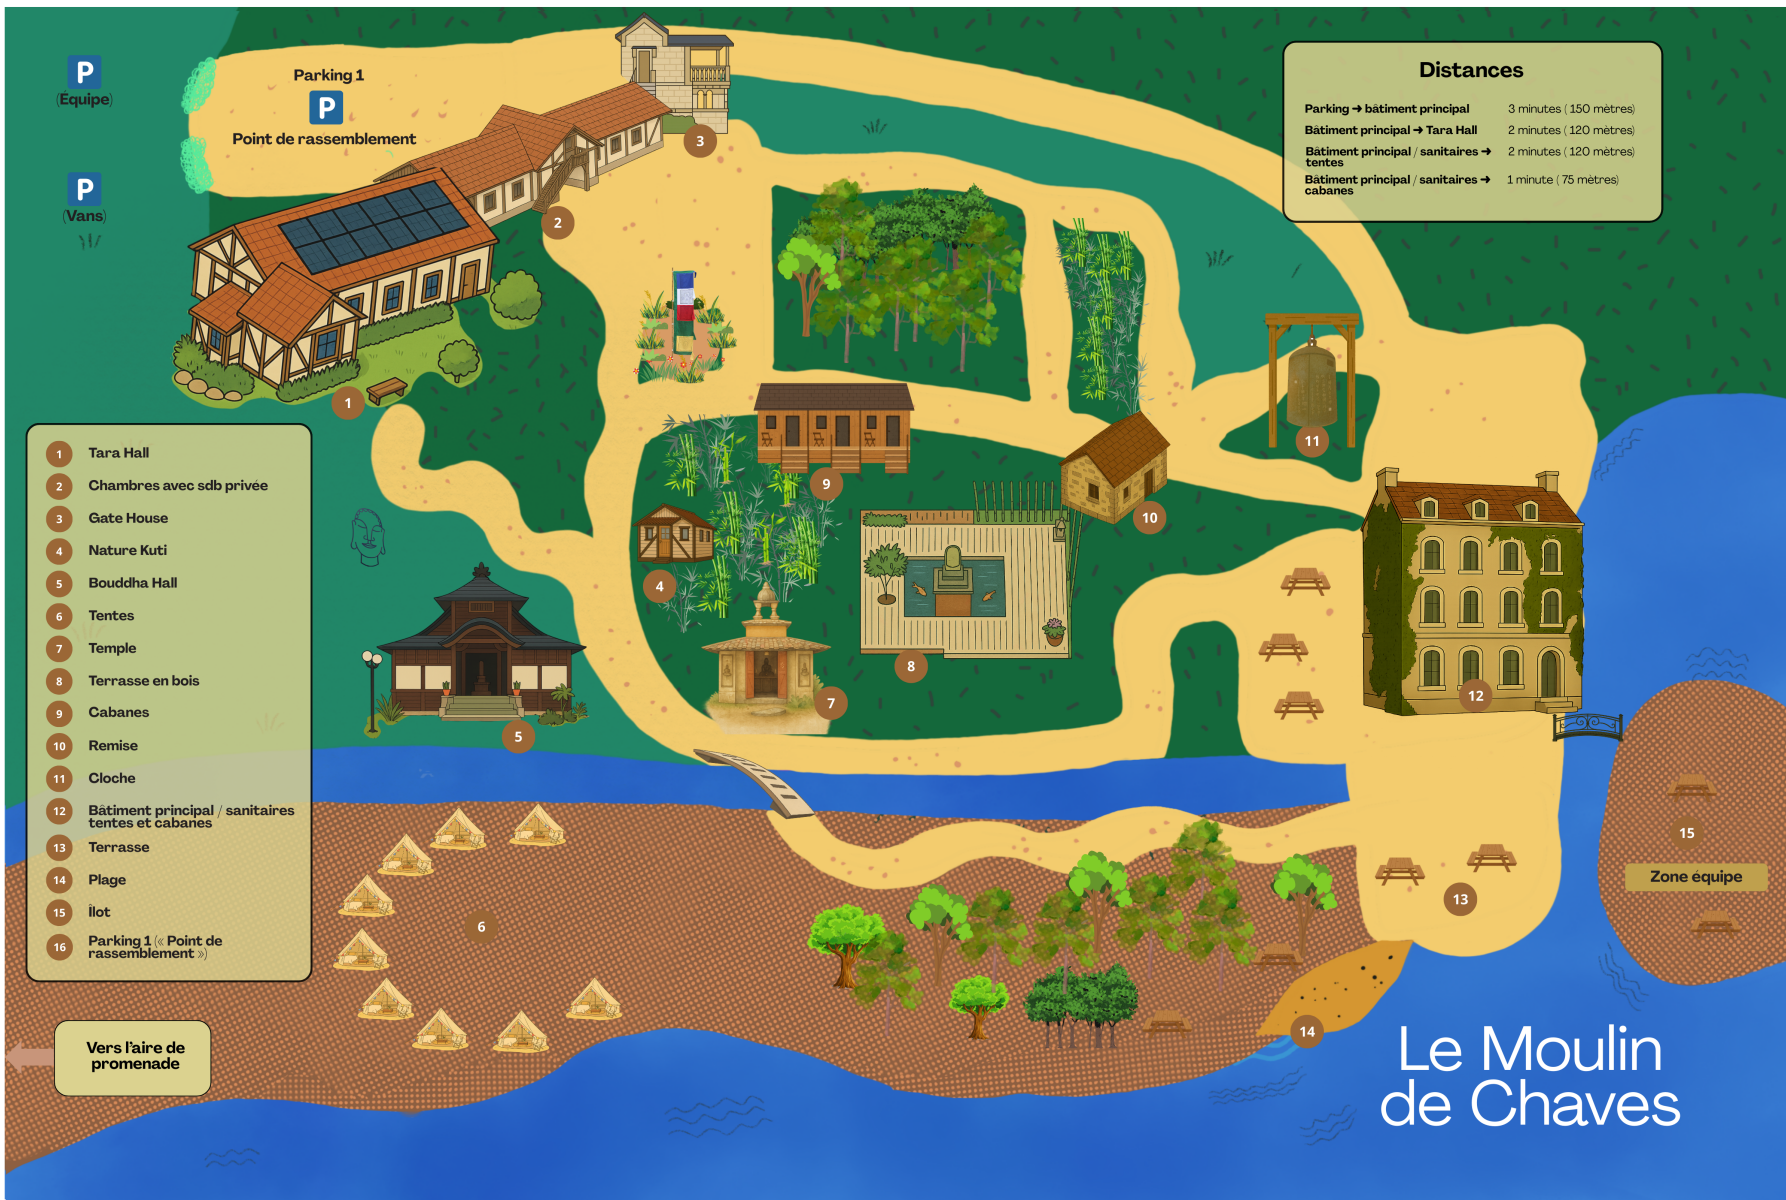 P
(Équipe)
P
(Vans)
Parking 1
P
Point de rassemblement
Distances
Parking ➜ bâtiment principal 3 minutes ( 150 mètres)
Bâtiment principal ➜ Tara Hall 2 minutes ( 120 mètres)
Bâtiment principal / sanitaires ➜ 2 minutes ( 120 mètres)
tentes
Bâtiment principal / sanitaires ➜ 1 minute ( 75 mètres)
cabanes
3
2
1
11
9
10
4
8
7
12
5
6
13
14
15
Zone équipe
1 Tara Hall
2 Chambres avec sdb privée
3 Gate House
4 Nature Kuti
5 Bouddha Hall
6 Tentes
7 Temple
8 Terrasse en bois
9 Cabanes
10 Remise
11 Cloche
12 Bâtiment principal / sanitaires
tentes et cabanes
13 Terrasse
14 Plage
15 Îlot
16 Parking 1 (« Point de
rassemblement »)
Vers l’aire de
promenade
Le Moulin
de Chaves